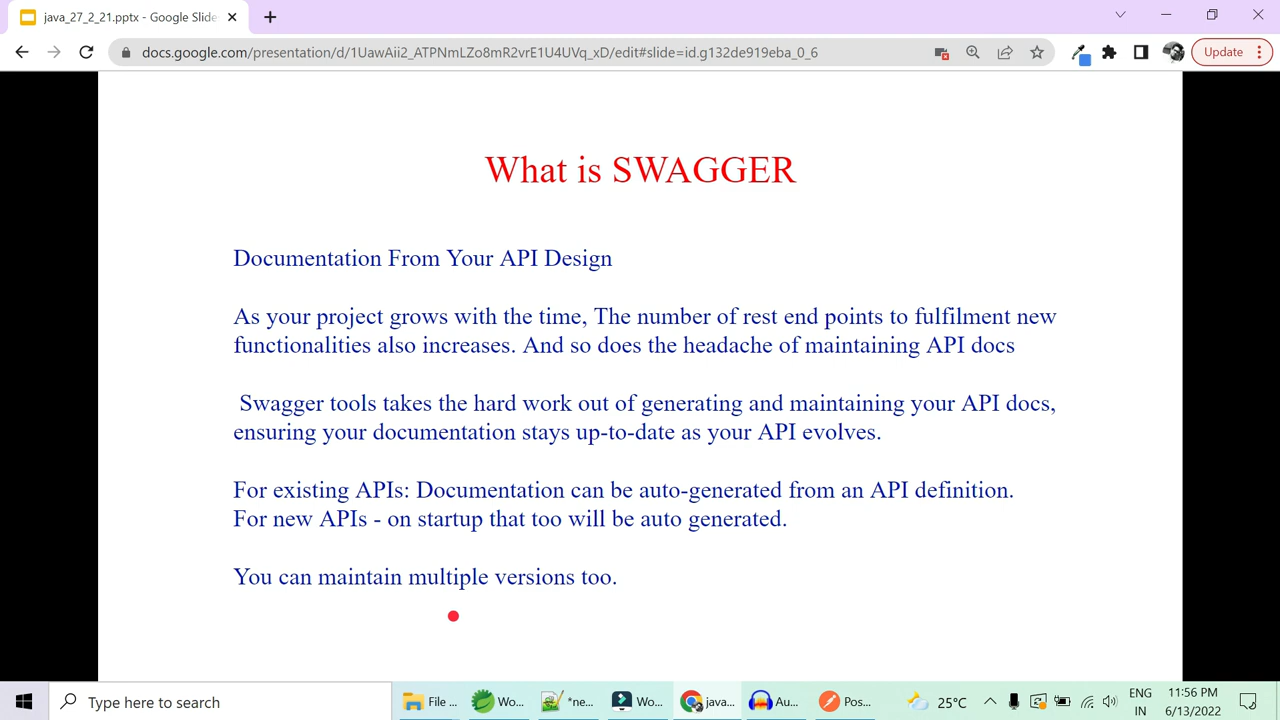 java_27_2_21.pptx - Google Slide
docs.google.com/presentation/d/1UawAii2_ATPNmLZo8mR2vrE1U4UVq_xD/edit#slide=id.g132de919eba_0_6
Update
What is SWAGGER
Documentation From Your API Design
As your project grows with the time, The number of rest end points to fulfilment new
functionalities also increases. And so does the headache of maintaining API docs
Swagger tools takes the hard work out of generating and maintaining your API docs,
ensuring your documentation stays up-to-date as your API evolves.
For existing APIs: Documentation can be auto-generated from an API definition.
For new APIs - on startup that too will be auto generated.
You can maintain multiple versions too.
Type here to search
File ...
Wo...
*ne...
Wo...
java...
Au...
Pos...
25°C
ENG
IN
11:56 PM
6/13/2022